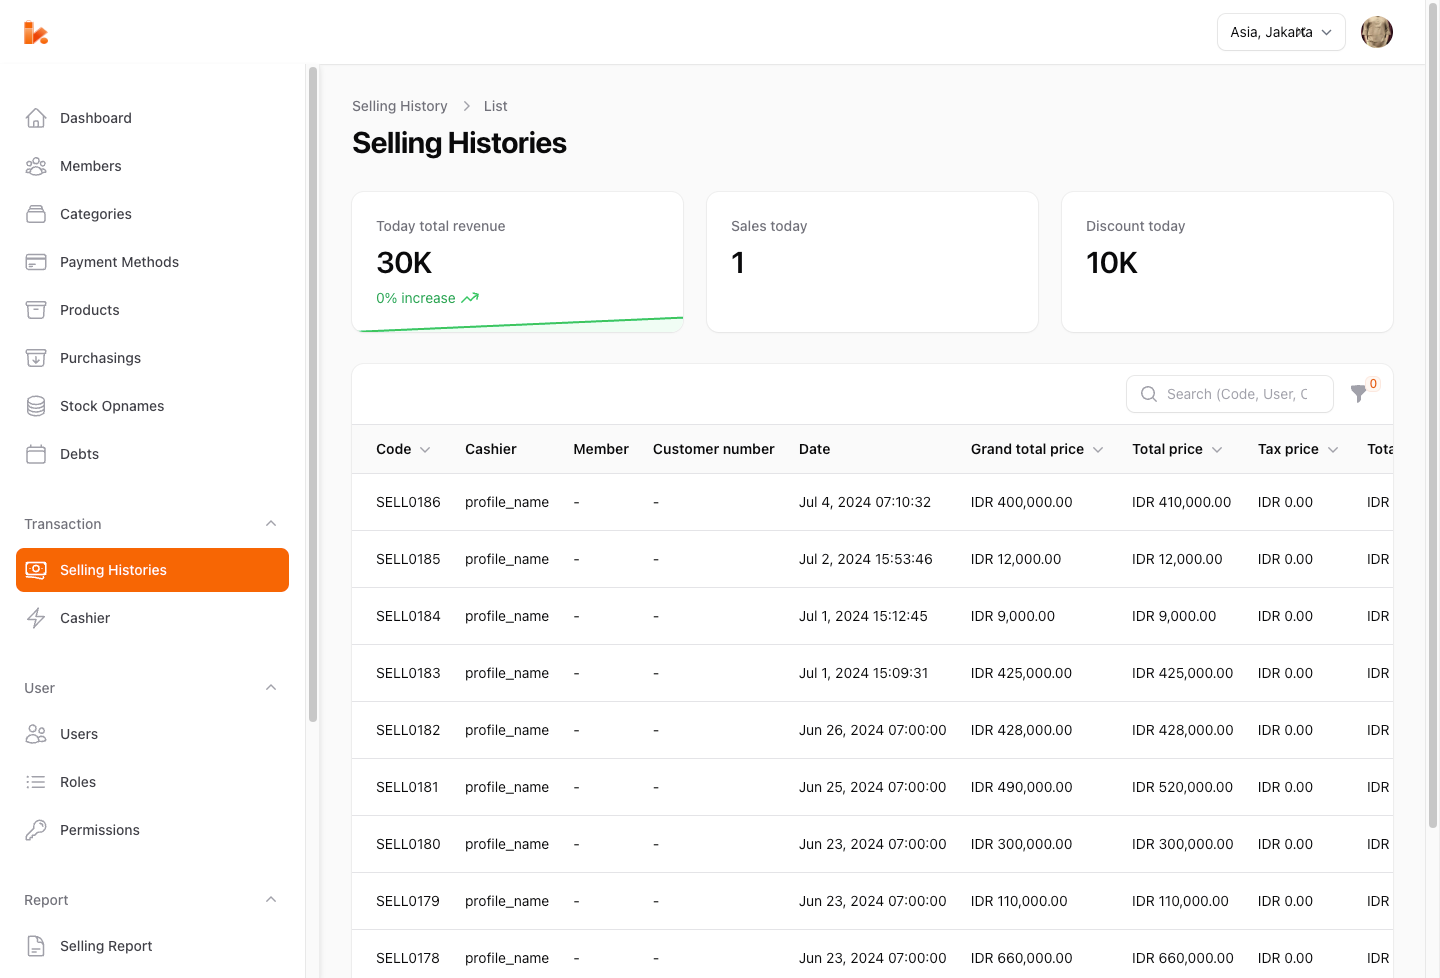 Asia, Jakarta
Dashboard
Members
Categories
Payment Methods
Products
Purchasings
Stock Opnames
Debts
Transaction
Selling Histories
Cashier
User
Users
Roles
Permissions
Report
Selling Report
Selling History List
Selling Histories
Today total revenue
30K
0% increase
Sales today
1
Discount today
10K
Search (Code, User, C
0
Code Cashier Member Customer number Date Grand total price Total price Tax price Tota
SELL0186 profile_name - - Jul 4, 2024 07:10:32 IDR 400,000.00 IDR 410,000.00 IDR 0.00 IDR
SELL0185 profile_name - - Jul 2, 2024 15:53:46 IDR 12,000.00 IDR 12,000.00 IDR 0.00 IDR
SELL0184 profile_name - - Jul 1, 2024 15:12:45 IDR 9,000.00 IDR 9,000.00 IDR 0.00 IDR
SELL0183 profile_name - - Jul 1, 2024 15:09:31 IDR 425,000.00 IDR 425,000.00 IDR 0.00 IDR
SELL0182 profile_name - - Jun 26, 2024 07:00:00 IDR 428,000.00 IDR 428,000.00 IDR 0.00 IDR
SELL0181 profile_name - - Jun 25, 2024 07:00:00 IDR 490,000.00 IDR 520,000.00 IDR 0.00 IDR
SELL0180 profile_name - - Jun 23, 2024 07:00:00 IDR 300,000.00 IDR 300,000.00 IDR 0.00 IDR
SELL0179 profile_name - - Jun 23, 2024 07:00:00 IDR 110,000.00 IDR 110,000.00 IDR 0.00 IDR
SELL0178 profile_name - - Jun 23, 2024 07:00:00 IDR 660,000.00 IDR 660,000.00 IDR 0.00 IDR